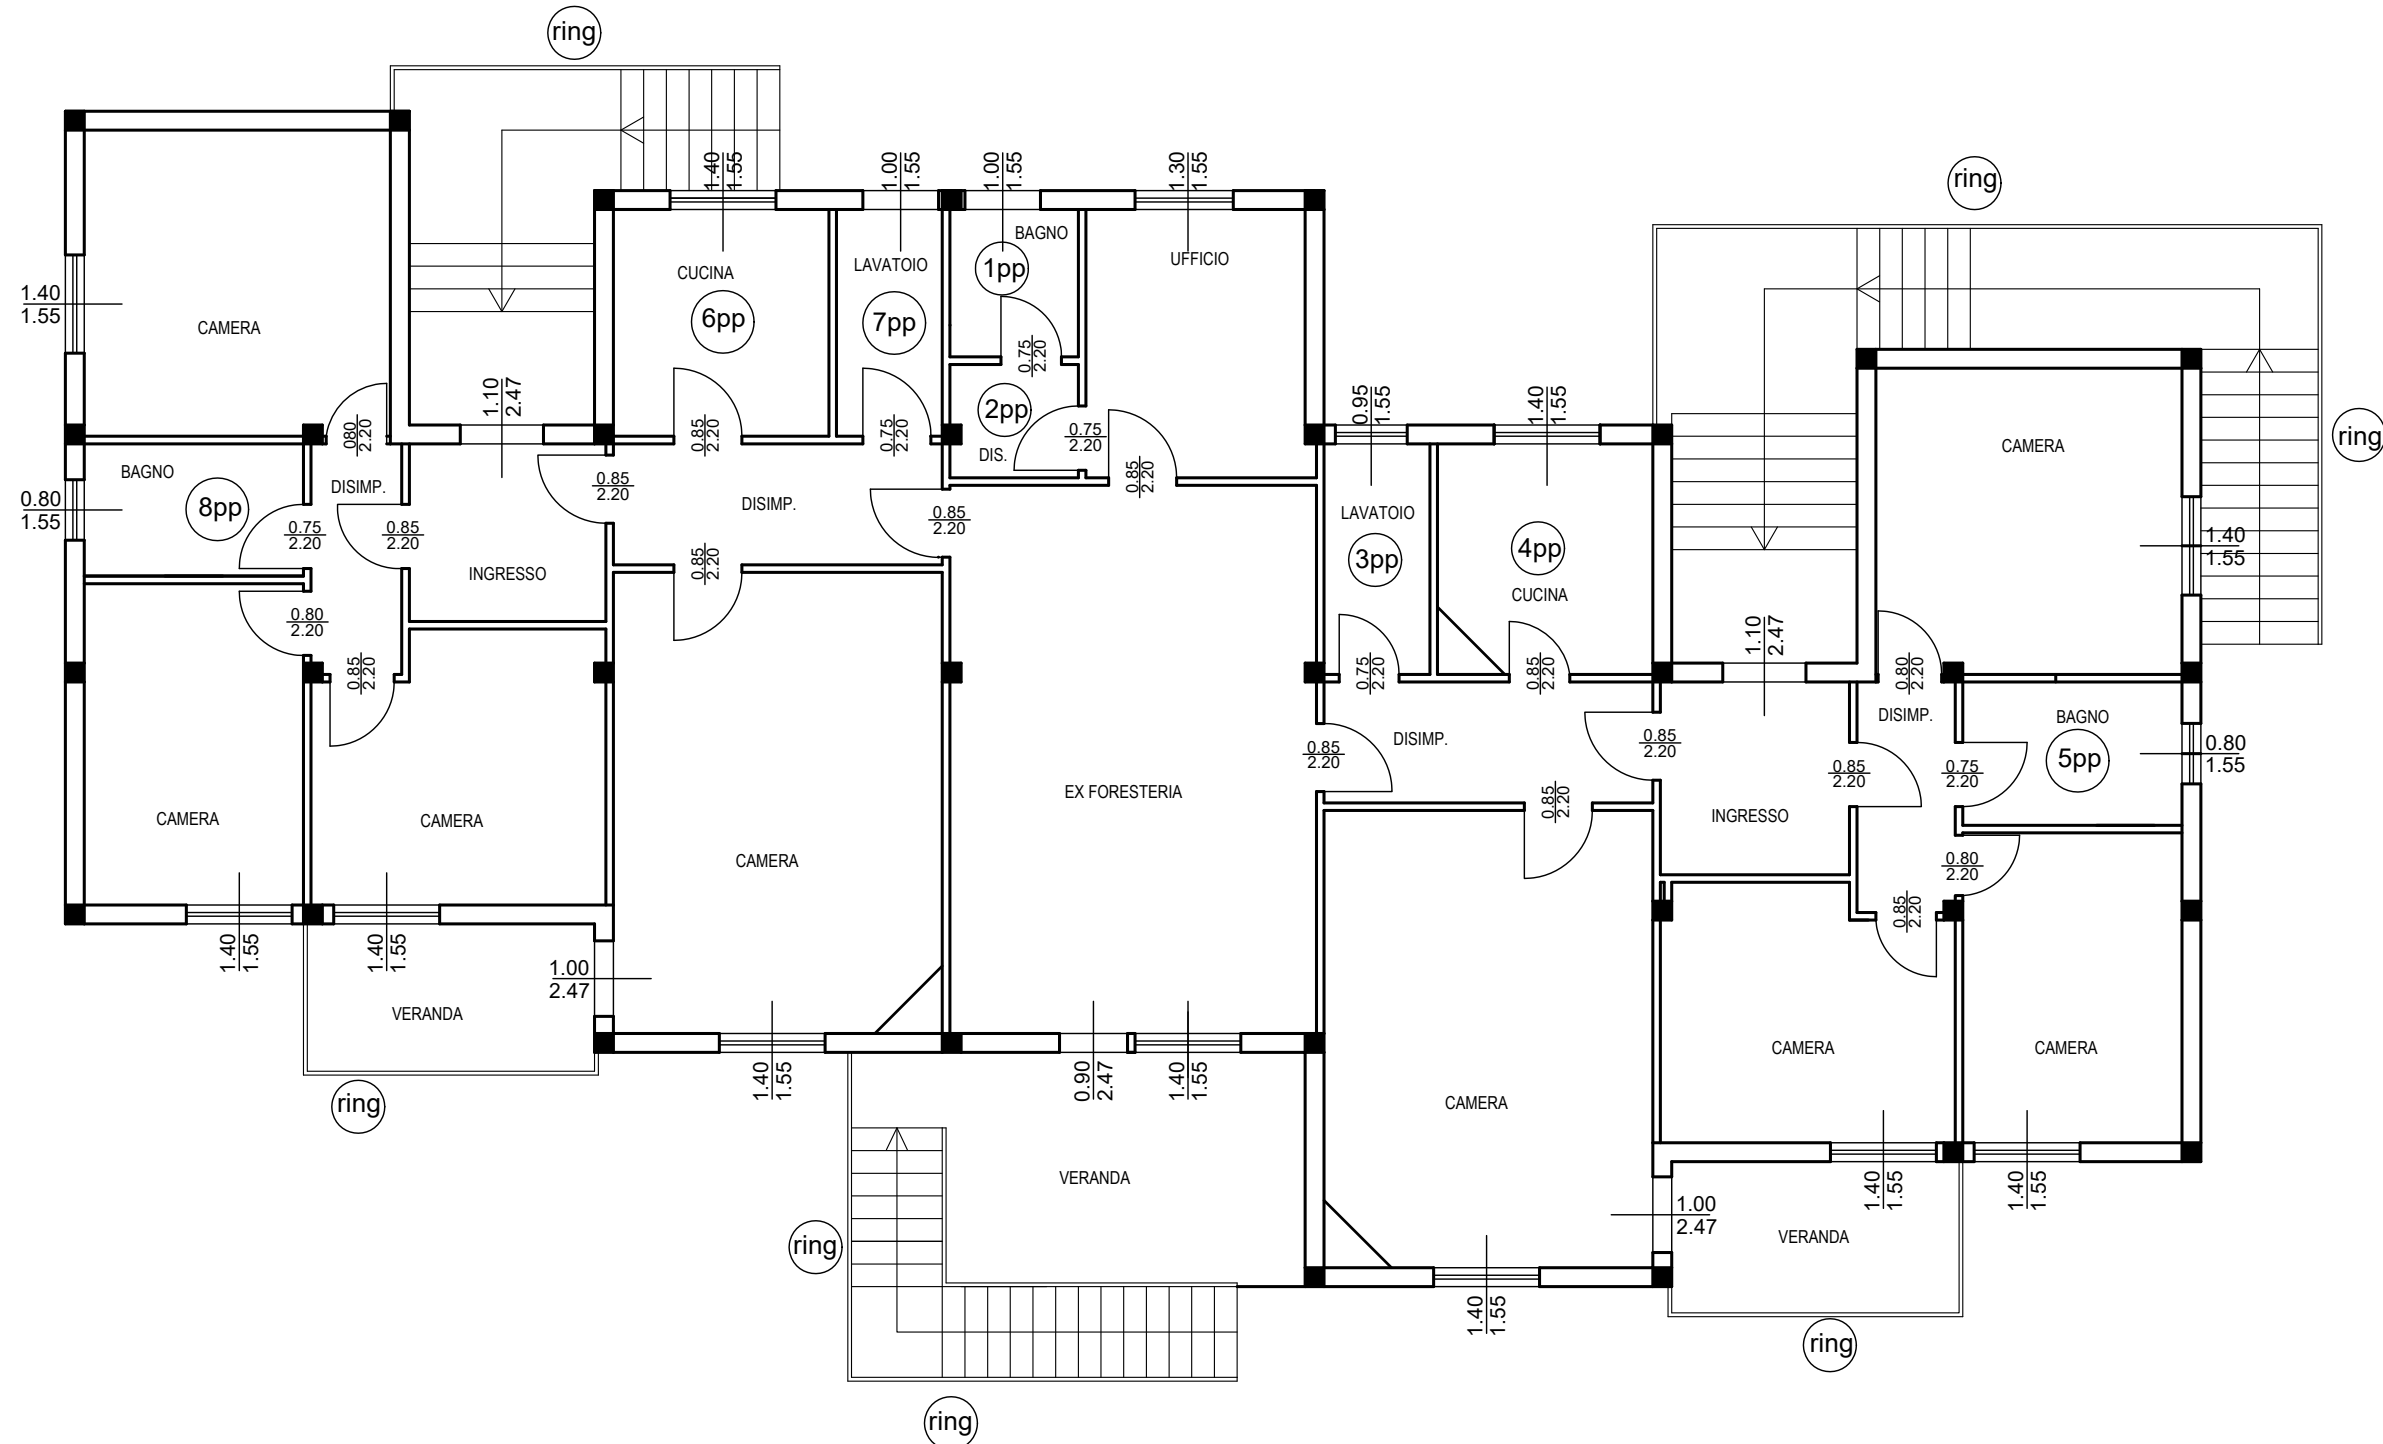 ring
1.40
1.55
1.00
1.55
1.00
1.55
1.30
1.55
ring
BAGNO
UFFICIO
CUCINA
LAVATOIO
1pp
6pp
7pp
1.40
1.55
CAMERA
0.75
2.20
1.10
2.47
2pp
0.95
1.55
1.40
1.55
ring
080
2.20
0.85
2.20
0.75
2.20
0.75
2.20
DIS.
CAMERA
BAGNO
DISIMP.
0.85
2.20
0.85
2.20
0.80
1.55
8pp
DISIMP.
LAVATOIO
0.75
2.20
0.85
2.20
0.85
2.20
4pp
1.40
1.55
3pp
INGRESSO
0.85
2.20
CUCINA
0.80
2.20
1.10
2.47
0.85
2.20
0.75
2.20
0.85
2.20
0.80
2.20
DISIMP.
BAGNO
DISIMP.
0.85
2.20
0.85
2.20
0.85
2.20
0.75
2.20
5pp
0.80
1.55
EX FORESTERIA
0.85
2.20
INGRESSO
CAMERA
CAMERA
CAMERA
0.80
2.20
0.85
2.20
1.40
1.55
1.40
1.55
1.00
2.47
VERANDA
CAMERA
CAMERA
1.40
1.55
0.90
2.47
1.40
1.55
ring
CAMERA
VERANDA
1.40
1.55
1.40
1.55
1.00
2.47
VERANDA
ring
1.40
1.55
ring
ring